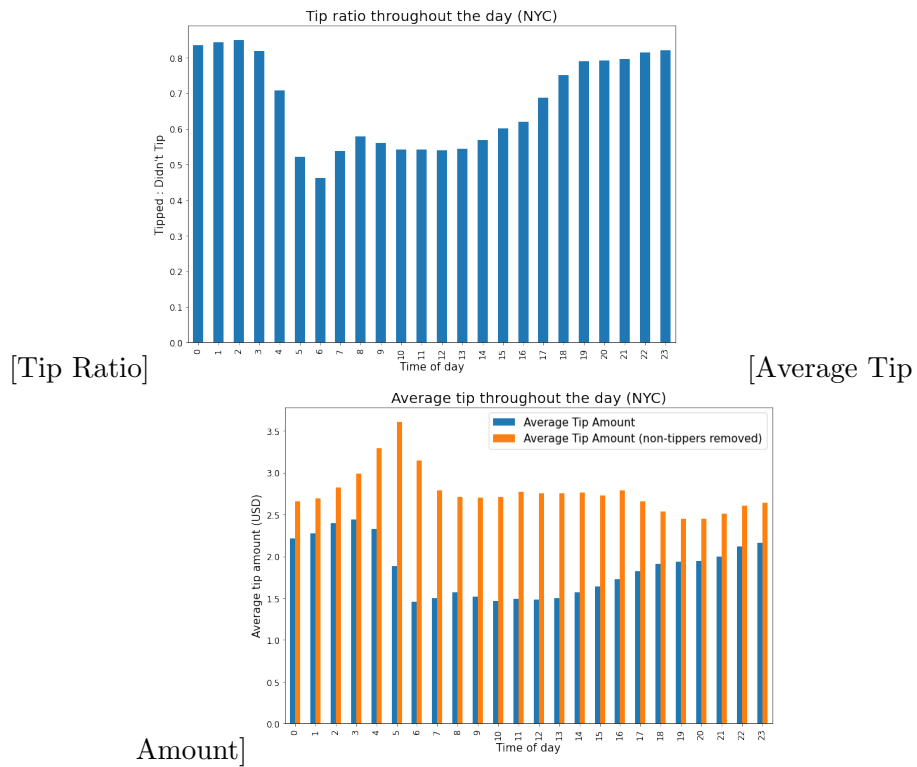 Tip ratio throughout the day (NYC)
Tipped : Didn't Tip
0.8
0.7
0.6
0.5
0.4
0.3
0.2
0.1
0.0
0 1 2 3 4 5 6 7 8 9 10 11 12 13 14 15 16 17 18 19 20 21 22 23
Time of day
[Tip Ratio] [Average Tip
Average tip throughout the day (NYC)
Average Tip Amount
Average Tip Amount (non-tippers removed)
Average tip amount (USD)
3.5
3.0
2.5
2.0
1.5
1.0
0.5
0.0
0 1 2 3 4 5 6 7 8 9 10 11 12 13 14 15 16 17 18 19 20 21 22 23
Time of day
Amount]